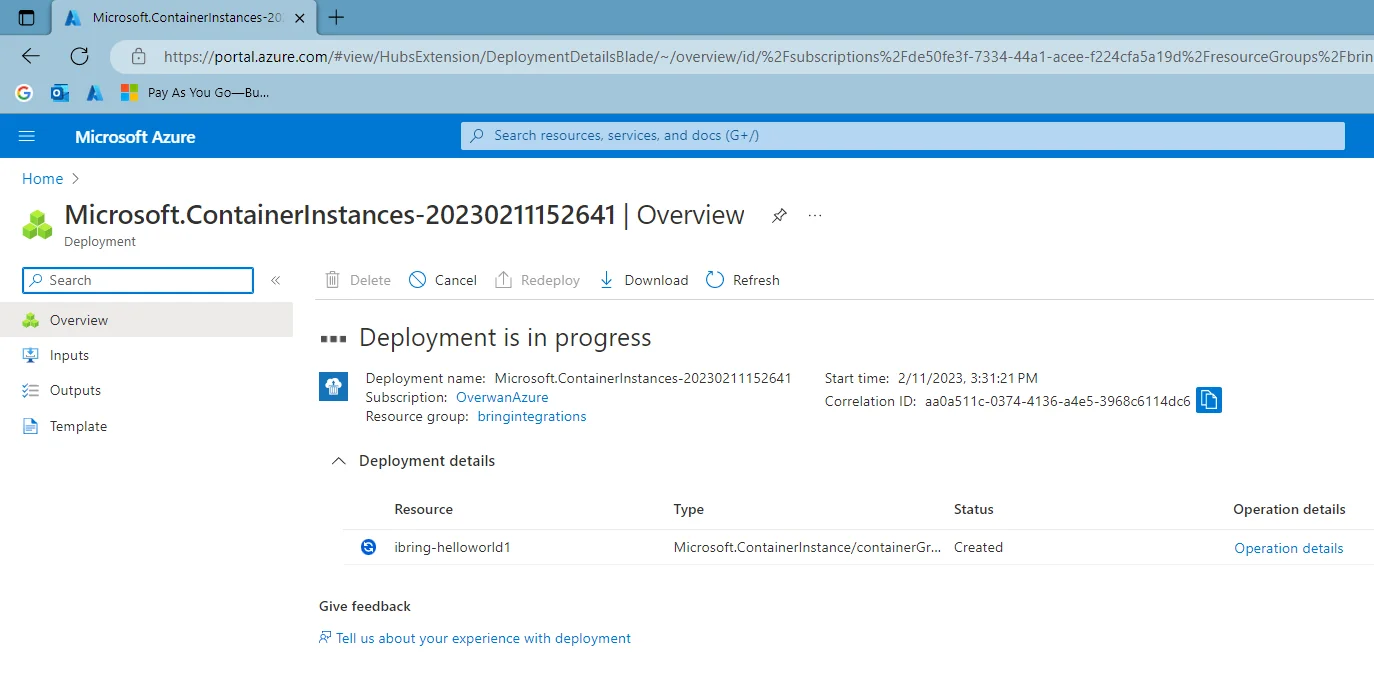 Microsoft.ContainerInstances-20
https://portal.azure.com/#view/HubsExtension/DeploymentDetailsBlade/~/overview/id/%2Fsubscriptions%2Fde50fe3f-7334-44a1-acee-f224cfa5a19d%2FresourceGroups%2Fbrin
Pay As You Go—Bu...
Microsoft Azure
Search resources, services, and docs (G+/)
Home
Microsoft.ContainerInstances-20230211152641 | Overview
...
Deployment
Search
Delete Cancel Redeploy Download Refresh
Overview
Inputs
Outputs
Template
Deployment is in progress
Deployment name: Microsoft.ContainerInstances-20230211152641
Subscription: OverwanAzure
Resource group: bringintegrations
Start time: 2/11/2023, 3:31:21 PM
Correlation ID: aa0a511c-0374-4136-a4e5-3968c6114dc6
Deployment details
Resource Type Status Operation details
ibring-helloworld1 Microsoft.ContainerInstance/containerGr... Created Operation details
Give feedback
Tell us about your experience with deployment